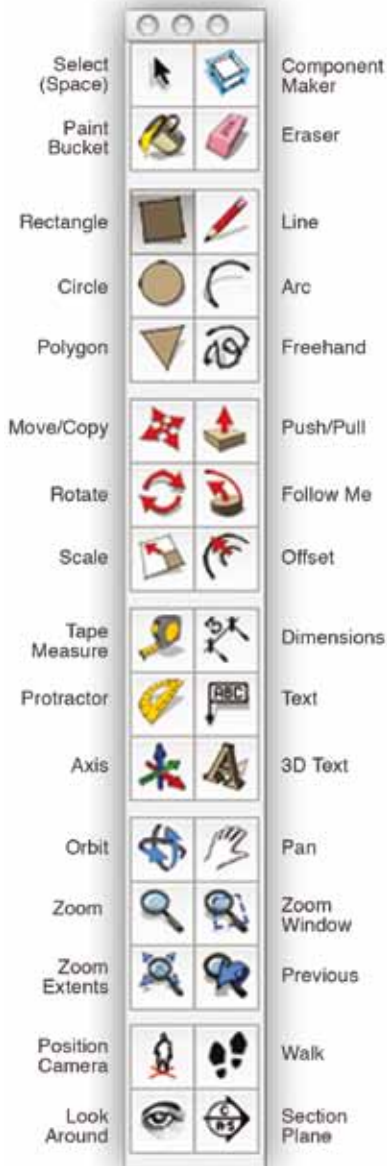 Select
(Space)
Component
Maker
Paint
Bucket
Eraser
Rectangle
Line
Circle
Arc
Polygon
Freehand
Move/Copy
Push/Pull
Rotate
Follow Me
Scale
Offset
Tape
Measure
3
Dimensions
Protractor
ABC
Text
Axis
A
3D Text
Orbit
Pan
Zoom
Zoom
Window
Zoom
Extents
Previous
Position
Camera
Walk
Look
Around
C
A-5
Section
Plane